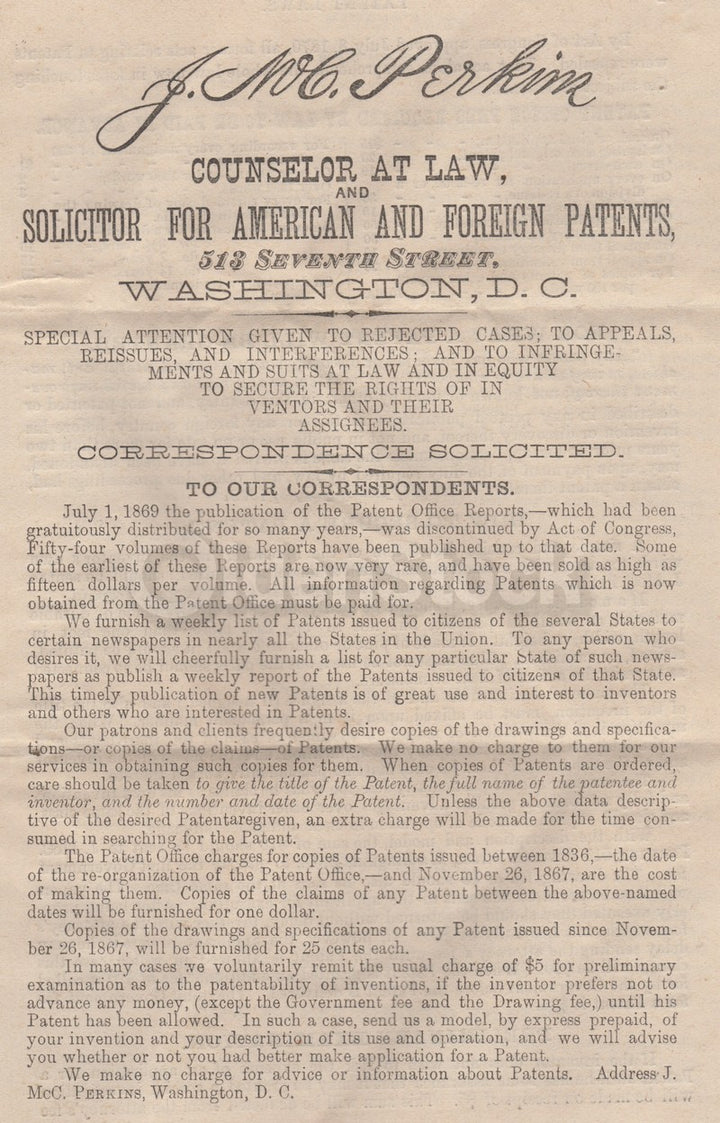 J. McC. Perkins
COUNSELOR AT LAW,
AND
SOLICITOR FOR AMERICAN AND FOREIGN PATENTS,
513 SEVENTH STREET,
WASHINGTON, D. C.
SPECIAL ATTENTION GIVEN TO REJECTED CASES; TO APPEALS,
REISSUES, AND INTERFERENCES; AND TO INFRINGE-
MENTS AND SUITS AT LAW AND IN EQUITY
TO SECURE THE RIGHTS OF IN
VENTORS AND THEIR
ASSIGNEES.
CORRESPONDENCE SOLICITED.
TO OUR CORRESPONDENTS.
July 1, 1869 the publication of the Patent Office Reports,—which had been
gratuitously distributed for so many years,—was discontinued by Act of Congress,
Fifty-four volumes of these Reports have been published up to that date. Some
of the earliest of these Reports are now very rare, and have been sold as high as
fifteen dollars per volume. All information regarding Patents which is now
obtained from the Patent Office must be paid for.
We furnish a weekly list of Patents issued to citizens of the several States to
certain newspapers in nearly all the States in the Union. To any person who
desires it, we will cheerfully furnish a list for any particular State of such news-
papers as publish a weekly report of the Patents issued to citizens of that State.
This timely publication of new Patents is of great use and interest to inventors
and others who are interested in Patents.
Our patrons and clients frequently desire copies of the drawings and specifica-
tions—or copies of the claims—of Patents. We make no charge to them for our
services in obtaining such copies for them. When copies of Patents are ordered,
care should be taken to give the title of the Patent, the full name of the patentee and
inventor, and the number and date of the Patent. Unless the above data descrip-
tive of the desired Patentaregiven, an extra charge will be made for the time con-
sumed in searching for the Patent.
The Patent Office charges for copies of Patents issued between 1836,—the date
of the re-organization of the Patent Office,—and November 26, 1867, are the cost
of making them. Copies of the claims of any Patent between the above-named
dates will be furnished for one dollar.
Copies of the drawings and specifications of any Patent issued since Novem-
ber 26, 1867, will be furnished for 25 cents each.
In many cases we voluntarily remit the usual charge of $5 for preliminary
examination as to the patentability of inventions, if the inventor prefers not to
advance any money, (except the Government fee and the Drawing fee,) until his
Patent has been allowed. In such a case, send us a model, by express prepaid, of
your invention and your description of its use and operation, and we will advise
you whether or not you had better make application for a Patent.
We make no charge for advice or information about Patents. Address J.
McC. PERKINS, Washington, D. C.